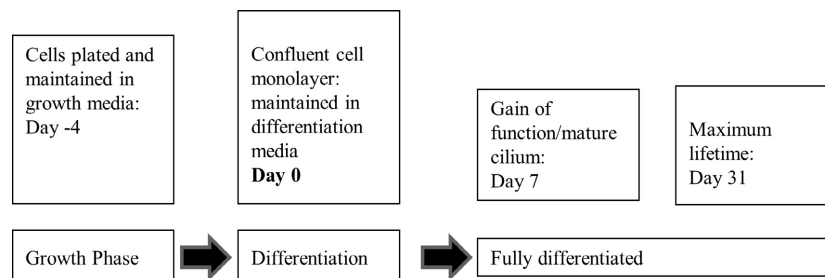 Cells plated and
maintained in
growth media:
Day -4
Confluent cell
monolayer:
maintained in
differentiation
media
Day 0
Gain of
function/mature
cilium:
Day 7
Maximum
lifetime:
Day 31
Growth Phase
Differentiation
Fully differentiated